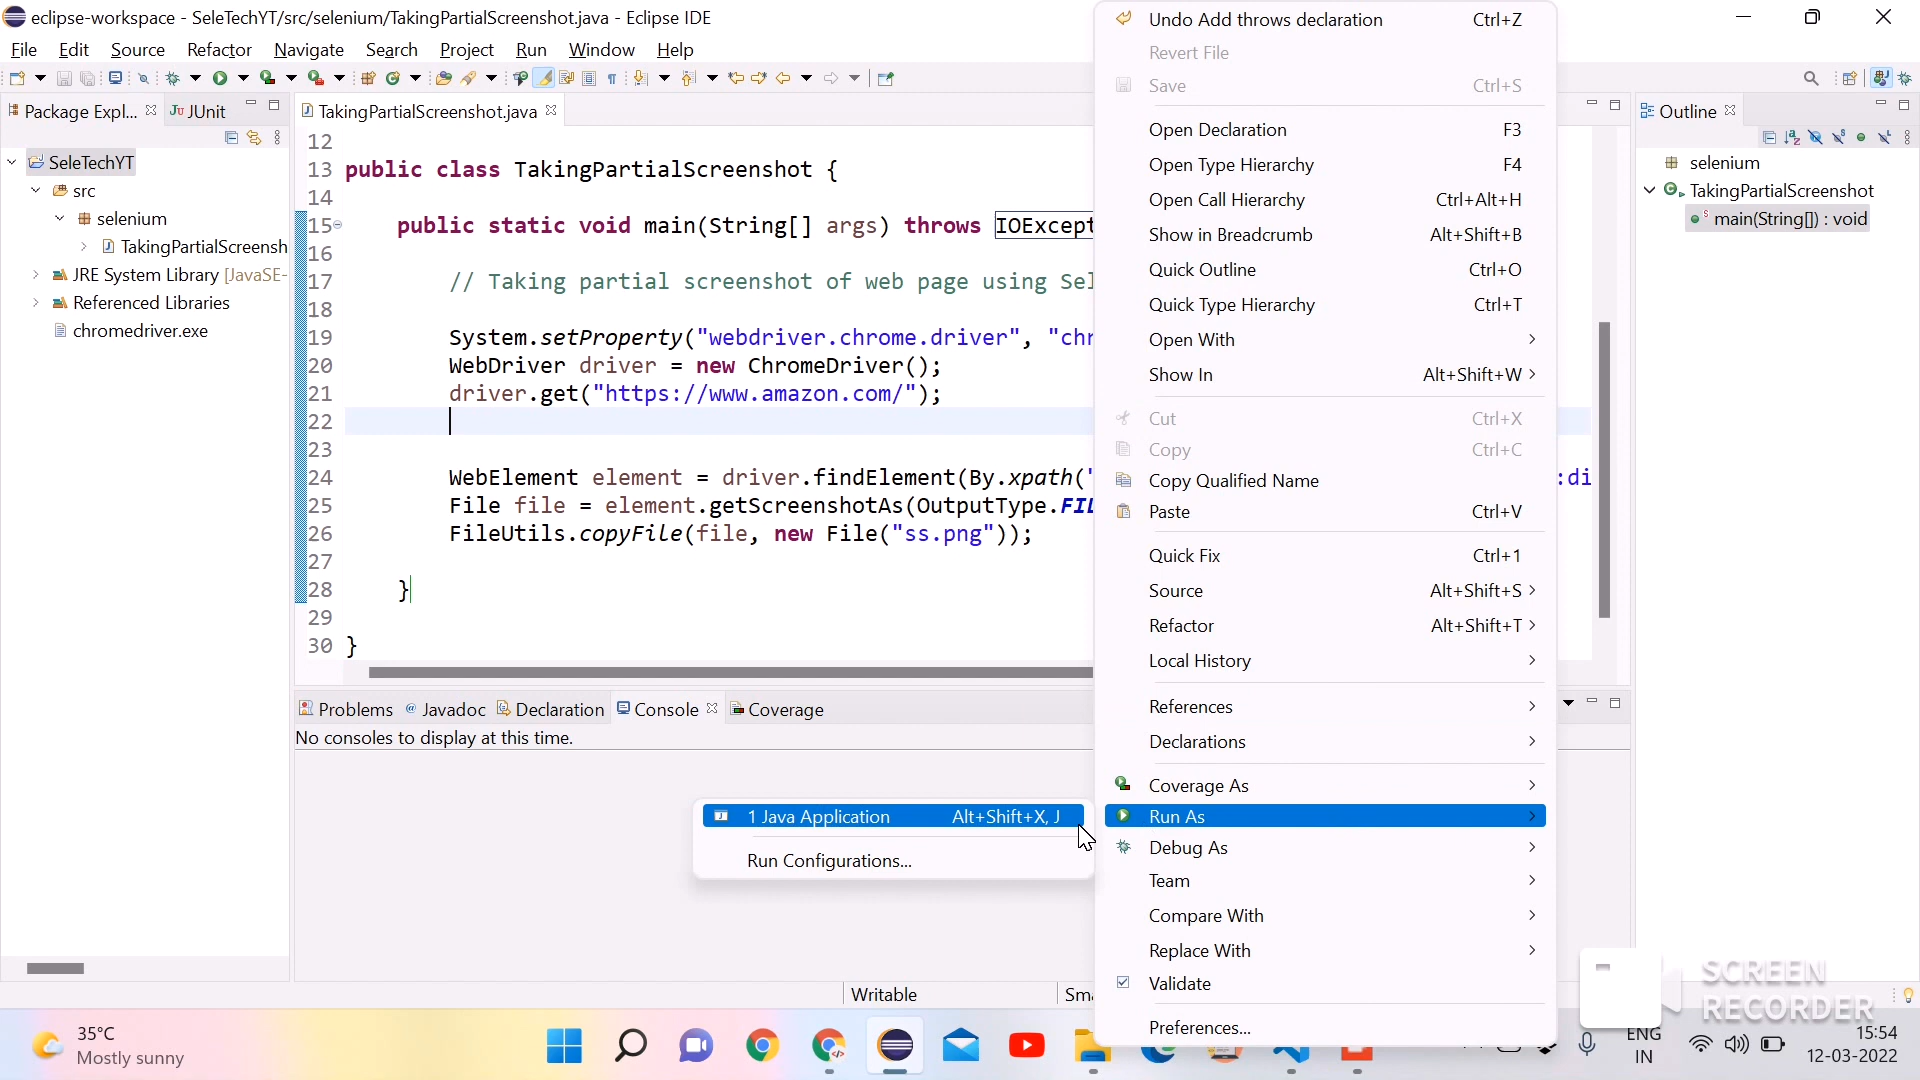 eclipse-workspace - SeleTechYT/src/selenium/TakingPartialScreenshot.java - Eclipse IDE
File Edit Source Refactor Navigate Search Project Run Window Help
Package Expl...
JUnit
SeleTechYT
src
selenium
TakingPartialScreensh
JRE System Library [JavaSE-
Referenced Libraries
chromedriver.exe
TakingPartialScreenshot.java
12
13 public class TakingPartialScreenshot {
14
15 public static void main(String[] args) throws IOExcept
16
17 // Taking partial screenshot of web page using Sel
18
19 System.setProperty("webdriver.chrome.driver", "chr
20 WebDriver driver = new ChromeDriver();
21 driver.get("https://www.amazon.com/");
22
23
24 WebElement element = driver.findElement(By.xpath(" :di
25 File file = element.getScreenshotAs(OutputType.FIL
26 FileUtils.copyFile(file, new File("ss.png"));
27
28 }
29
30 }
Problems Javadoc Declaration Console Coverage
No consoles to display at this time.
1 Java Application Alt+Shift+X, J
Run Configurations...
Undo Add throws declaration Ctrl+Z
Revert File
Save Ctrl+S
Open Declaration F3
Open Type Hierarchy F4
Open Call Hierarchy Ctrl+Alt+H
Show in Breadcrumb Alt+Shift+B
Quick Outline Ctrl+O
Quick Type Hierarchy Ctrl+T
Open With
Show In Alt+Shift+W
Cut Ctrl+X
Copy Ctrl+C
Copy Qualified Name
Paste Ctrl+V
Quick Fix Ctrl+1
Source Alt+Shift+S
Refactor Alt+Shift+T
Local History
References
Declarations
Coverage As
Run As
Debug As
Team
Compare With
Replace With
Validate
Preferences...
Outline
selenium
TakingPartialScreenshot
main(String[]) : void
Writable
Sma
SCREEN
RECORDER
35°C
Mostly sunny
ENG
IN
15:54
12-03-2022